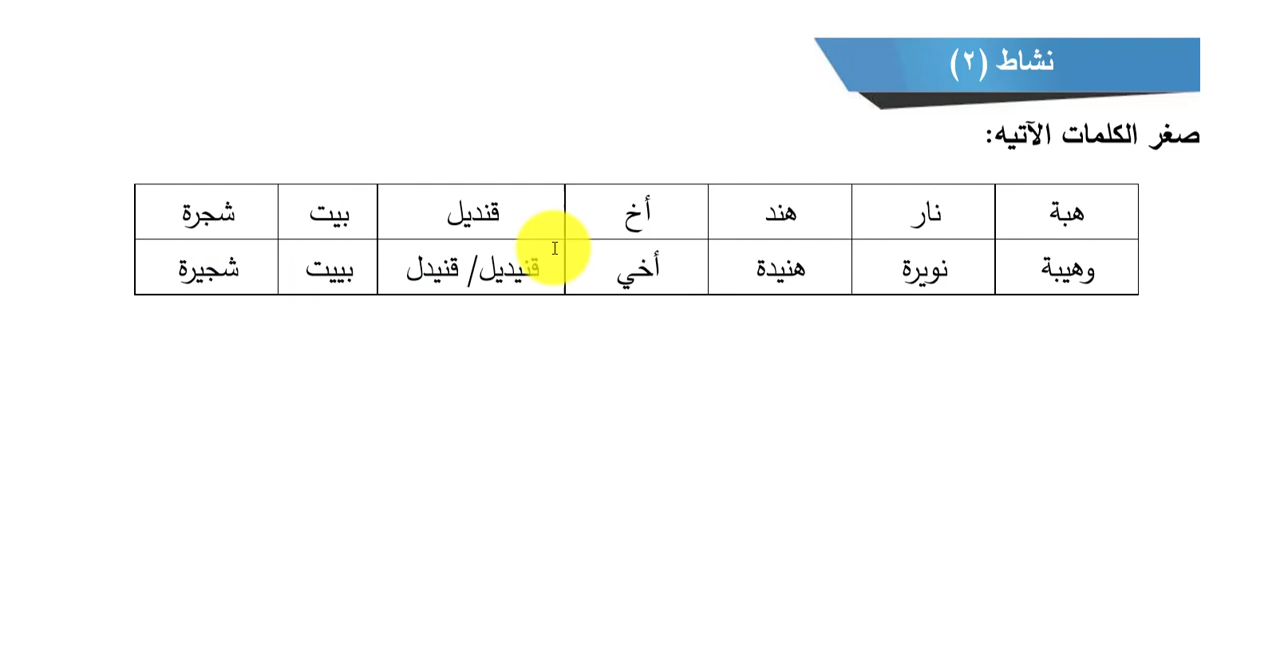 نشاط (٢)
صغر الكلمات الآتيه:
هبة نار هند أخ قنديل بيت شجرة
وهيبة نويرة هنيدة أخي قنيديل/ قنيدل بييت شجيرة